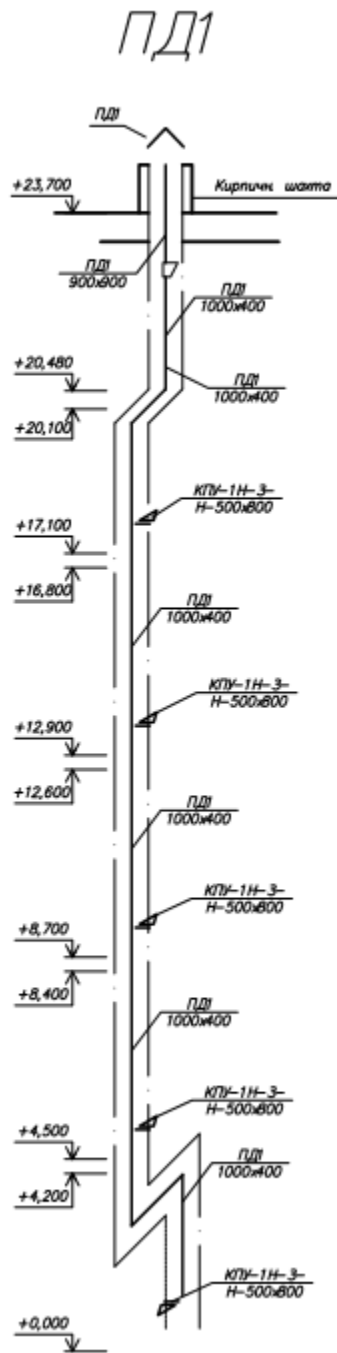 ПД1
ПД1
+23,700
Кирпичн шахта
ПД1
900х900
ПД1
1000х400
+20,480
ПД1
1000х400
+20,100
КПУ-1Н-3-
Н-500х800
+17,100
+16,800
ПД1
1000х400
КПУ-1Н-3-
Н-500х800
+12,900
+12,600
ПД1
1000х400
КПУ-1Н-3-
Н-500х800
+8,700
+8,400
ПД1
1000х400
КПУ-1Н-3-
Н-500х800
+4,500
ПД1
1000х400
+4,200
КПУ-1Н-3-
Н-500х800
+0,000